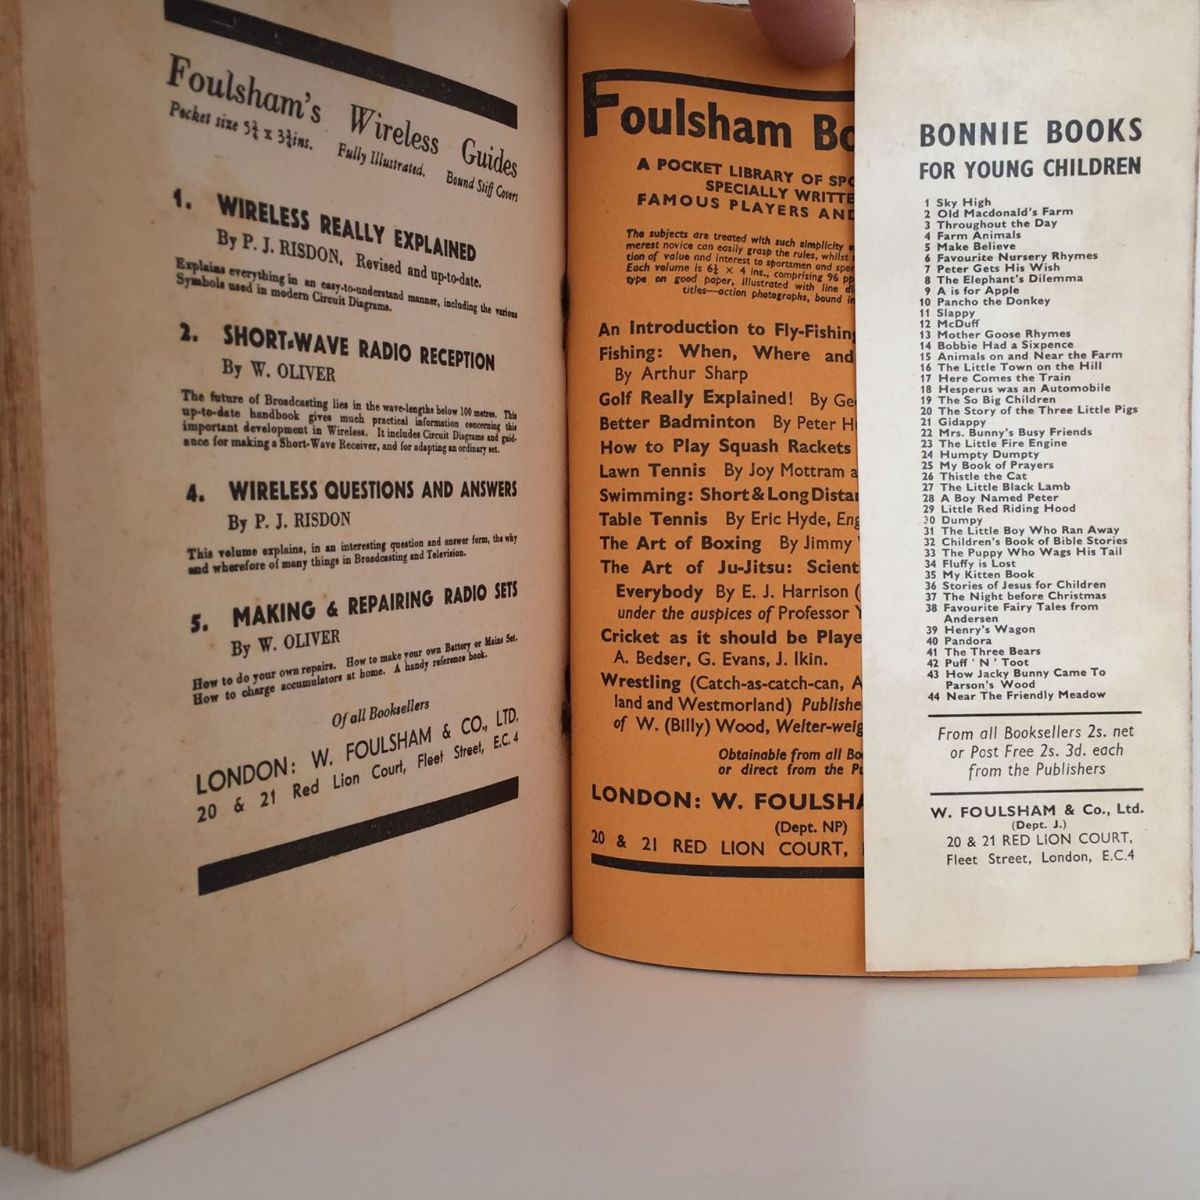 Foulsham's Wireless Guides
Pocket size 5¾ x 3¾ins. Fully Illustrated. Bound Stiff Covers
1. WIRELESS REALLY EXPLAINED
By P. J. RISDON, Revised and up-to-date,
Explains everything in an easy-to-understand manner, including the various
Symbols used in modern Circuit Diagrams.
2. SHORT-WAVE RADIO RECEPTION
By W. OLIVER
The future of Broadcasting lies in the wave-lengths below 100 metres. This
up-to-date handbook gives much practical information concerning this
important development in Wireless. It includes Circuit Diagrams and guid-
ance for making a Short-Wave Receiver, and for adapting an ordinary set.
4. WIRELESS QUESTIONS AND ANSWERS
By P. J. RISDON
This volume explains, in an interesting question and answer form, the why
and wherefore of many things in Broadcasting and Television.
5. MAKING & REPAIRING RADIO SETS
By W. OLIVER
How to do your own repairs. How to make your own Battery or Mains Set.
How to charge accumulators at home. A handy reference book.
Of all Booksellers
LONDON: W. FOULSHAM & CO., LTD.
20 & 21 Red Lion Court, Fleet Street, E.C.4
Foulsham Bo
A POCKET LIBRARY OF SPO
SPECIALLY WRITTE
FAMOUS PLAYERS AND
The subjects are treated with such simplicity
merest novice can easily grasp the rules, whilst
tion of value and interest to sportsmen and spor
Each volume is 6½ × 4 ins., comprising 96 pp
type on good paper, illustrated with line di
titles—action photographs, bound in
An Introduction to Fly-Fishing
Fishing: When, Where and
By Arthur Sharp
Golf Really Explained! By Ge
Better Badminton By Peter H
How to Play Squash Rackets
Lawn Tennis By Joy Mottram a
Swimming: Short & Long Distan
Table Tennis By Eric Hyde, Eng
The Art of Boxing By Jimmy
The Art of Ju-Jitsu: Scient
Everybody By E. J. Harrison (
under the auspices of Professor Y
Cricket as it should be Playe
A. Bedser, G. Evans, J. Ikin.
Wrestling (Catch-as-catch-can, A
land and Westmorland) Publishe
of W. (Billy) Wood, Welter-weig
Obtainable from all Bo
or direct from the Pu
LONDON: W. FOULSHA
(Dept. NP)
20 & 21 RED LION COURT,
BONNIE BOOKS
FOR YOUNG CHILDREN
1 Sky High
2 Old Macdonald's Farm
3 Throughout the Day
4 Farm Animals
5 Make Believe
6 Favourite Nursery Rhymes
7 Peter Gets His Wish
8 The Elephant's Dilemma
9 A is for Apple
10 Pancho the Donkey
11 Slappy
12 McDuff
13 Mother Goose Rhymes
14 Bobbie Had a Sixpence
15 Animals on and Near the Farm
16 The Little Town on the Hill
17 Here Comes the Train
18 Hesperus was an Automobile
19 The So Big Children
20 The Story of the Three Little Pigs
21 Gidappy
22 Mrs. Bunny's Busy Friends
23 The Little Fire Engine
24 Humpty Dumpty
25 My Book of Prayers
26 Thistle the Cat
27 The Little Black Lamb
28 A Boy Named Peter
29 Little Red Riding Hood
30 Dumpy
31 The Little Boy Who Ran Away
32 Children's Book of Bible Stories
33 The Puppy Who Wags His Tail
34 Fluffy is Lost
35 My Kitten Book
36 Stories of Jesus for Children
37 The Night before Christmas
38 Favourite Fairy Tales from
Andersen
39 Henry's Wagon
40 Pandora
41 The Three Bears
42 Puff ' N ' Toot
43 How Jacky Bunny Came To
Parson's Wood
44 Near The Friendly Meadow
From all Booksellers 2s. net
or Post Free 2s. 3d. each
from the Publishers
W. FOULSHAM & Co., Ltd.
(Dept. J.)
20 & 21 RED LION COURT,
Fleet Street, London, E.C.4